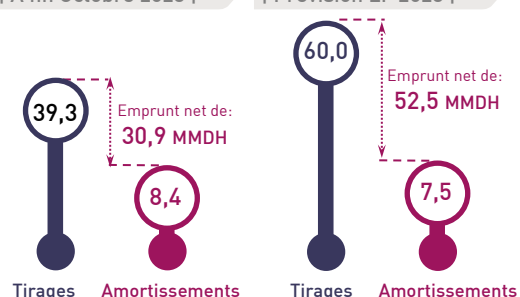 39,3
Emprunt net de:
30,9 MMDH
8,4
Tirages
Amortissements
60,0
Emprunt net de:
52,5 MMDH
7,5
Tirages
Amortissements